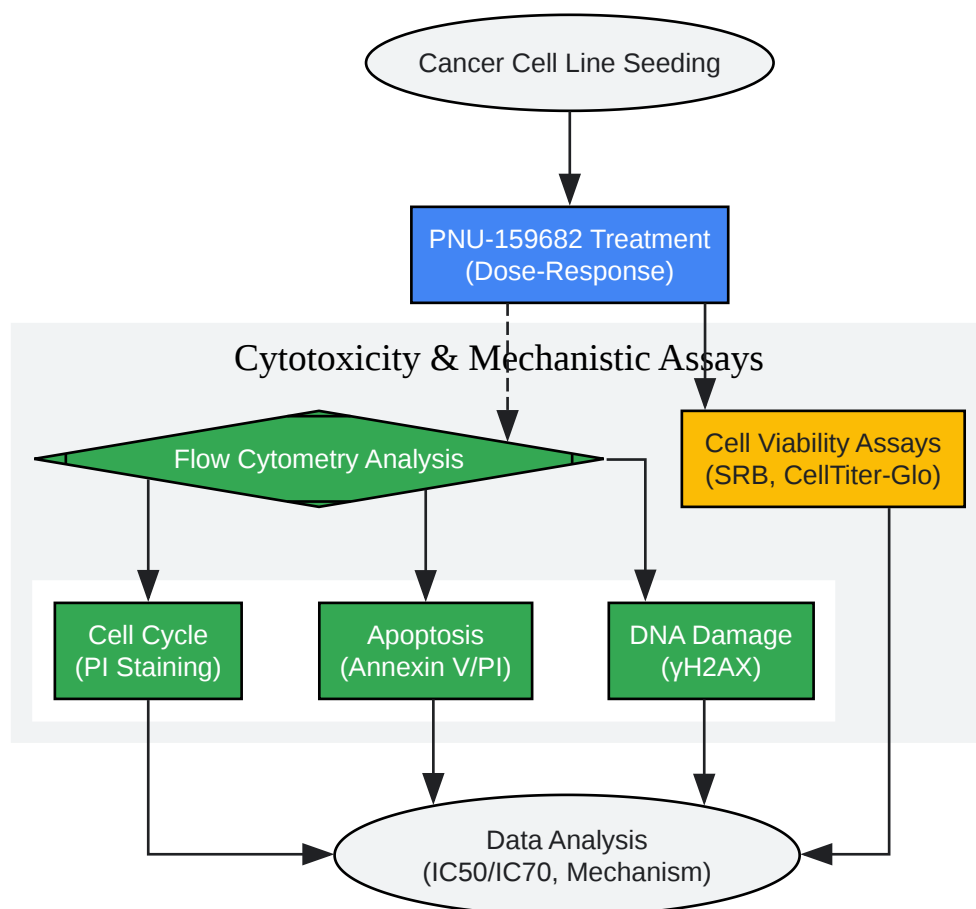 Cancer Cell Line Seeding
PNU-159682 Treatment
(Dose-Response)
Cytotoxicity & Mechanistic Assays
Flow Cytometry Analysis
Cell Viability Assays
(SRB, CellTiter-Glo)
Cell Cycle
(PI Staining)
Apoptosis
(Annexin V/PI)
DNA Damage
(γH2AX)
Data Analysis
(IC50/IC70, Mechanism)